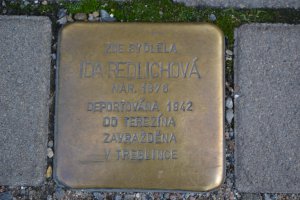 ZDE BYDLELA
IDA REDLICHOVÁ
NAR. 1878
DEPORTOVÁNA 1942
DO TEREZÍNA
ZAVRAŽDĚNA
V TREBLINCE